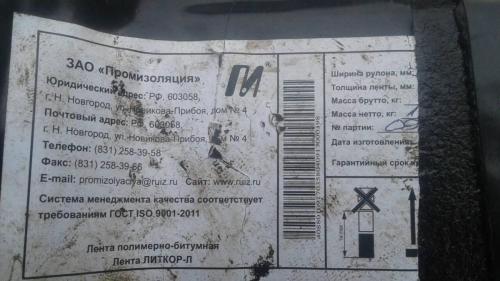 ЗАО «Промизоляция»
Юридический адрес: РФ, 603058,
г. Н. Новгород, ул. Новикова-Прибоя, дом № 4
Почтовый адрес: РФ, 603058,
г. Н. Новгород, ул. Новикова-Прибоя, дом № 4
Телефон: (831) 258-39-58
Факс: (831) 258-39-56
E-mail: promizolyaciya@ruiz.ru Сайт: www.ruiz.ru
Система менеджмента качества соответствует
требованиям ГОСТ ISO 9001-2011
Лента полимерно-битумная
Лента ЛИТКОР-Л
ПИ
Ширина рулона, мм:
Толщина ленты, мм:
Масса брутто, кг:
Масса нетто, кг:
№ партии:
Дата изготовления
Гарантийный срок